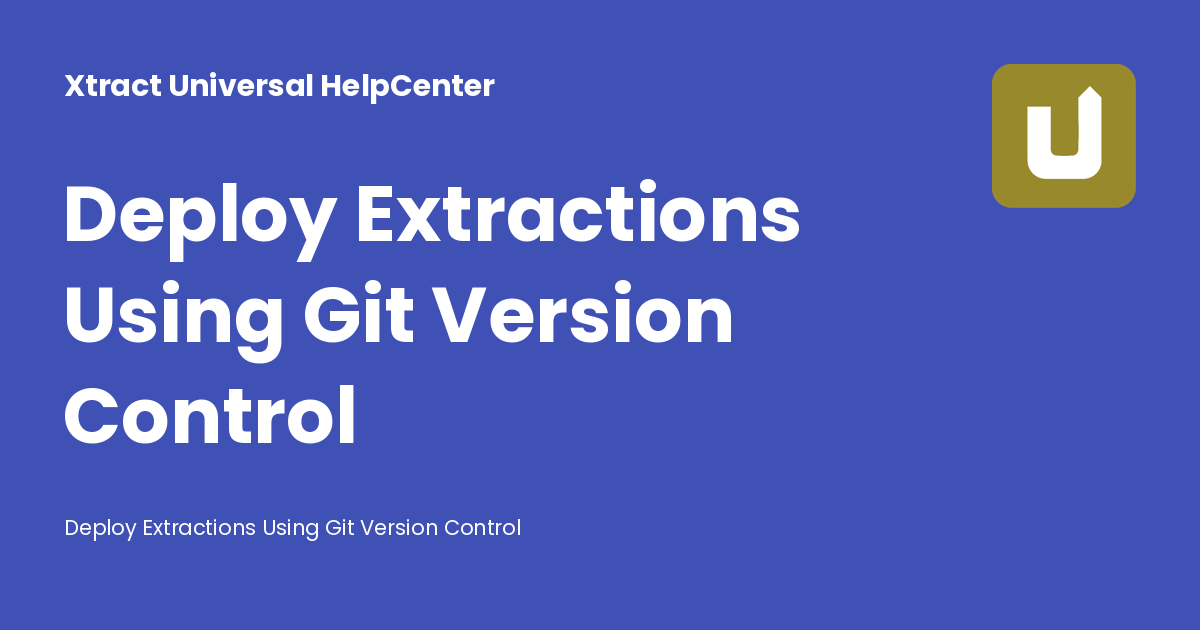 Xtract Universal HelpCenter
Deploy Extractions
Using Git Version
Control
Deploy Extractions Using Git Version Control